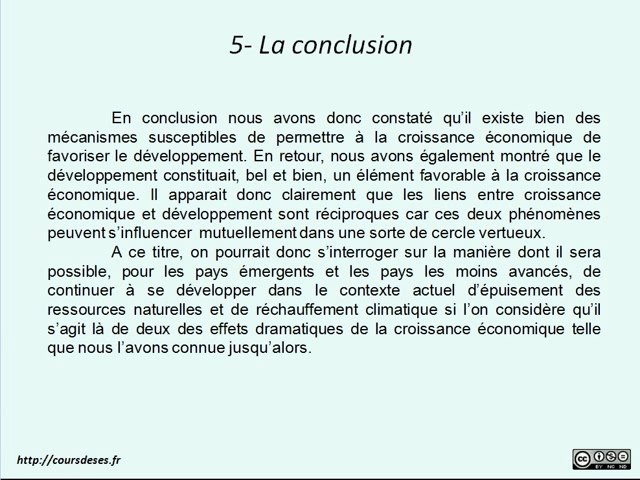 5- La conclusion
En conclusion nous avons donc constaté qu’il existe bien des
mécanismes susceptibles de permettre à la croissance économique de
favoriser le développement. En retour, nous avons également montré que le
développement constituait, bel et bien, un élément favorable à la croissance
économique. Il apparait donc clairement que les liens entre croissance
économique et développement sont réciproques car ces deux phénomènes
peuvent s’influencer mutuellement dans une sorte de cercle vertueux.
A ce titre, on pourrait donc s’interroger sur la manière dont il sera
possible, pour les pays émergents et les pays les moins avancés, de
continuer à se développer dans le contexte actuel d’épuisement des
ressources naturelles et de réchauffement climatique si l’on considère qu’il
s’agit là de deux des effets dramatiques de la croissance économique telle
que nous l’avons connue jusqu’alors.
http://coursdeses.fr
cc
BY NC ND